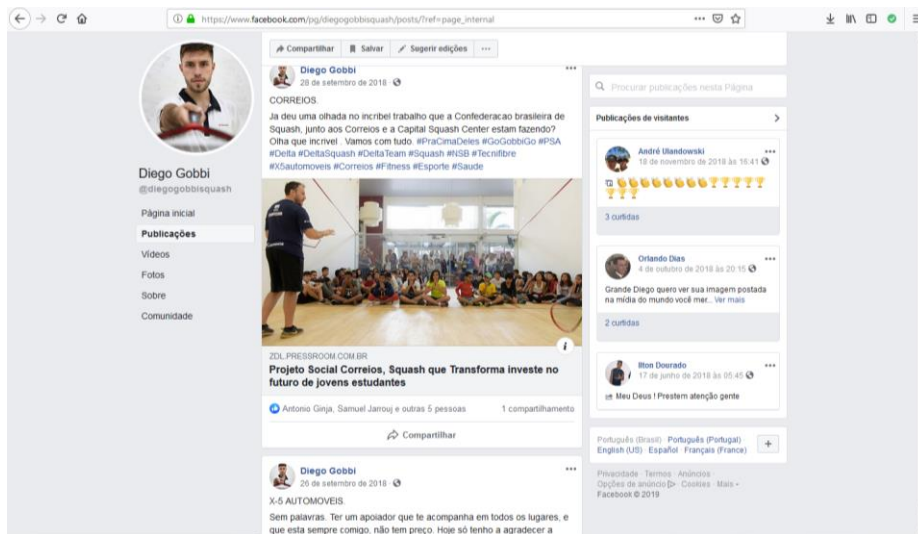 https://www.facebook.com/pg/diegogobbisquash/posts/?ref=page_internal
Compartilhar Salvar Sugerir edições
Diego Gobbi
@diegogobbisquash
Página inicial
Publicações
Vídeos
Fotos
Sobre
Comunidade
Diego Gobbi
28 de setembro de 2018
CORREIOS.
Ja deu uma olhada no incribel trabalho que a Confederacao brasileira de
Squash, junto aos Correios e a Capital Squash Center estam fazendo?
Olha que incrivel . Vamos com tudo. #PraCimaDeles #GoGobbiGo #PSA
#Delta #DeltaSquash #DeltaTeam #Squash #NSB #Tecnifibre
#X5automoveis #Correios #Fitness #Esporte #Saude
ZDL.PRESSROOM.COM.BR
Projeto Social Correios, Squash que Transforma investe no
futuro de jovens estudantes
Antonio Ginja, Samuel Jarrouj e outras 5 pessoas 1 compartilhamento
Compartilhar
Diego Gobbi
26 de setembro de 2018
X-5 AUTOMOVEIS.
Sem palavras. Ter um apoiador que te acompanha em todos os lugares, e
que esta sempre comigo, não tem preço. Hoje só tenho a agradecer a
Procurar publicações nesta Página
Publicações de visitantes
André Ulandowski
18 de novembro de 2018 às 16:41
3 curtidas
Orlando Dias
4 de outubro de 2018 às 20:15
Grande Diego quero ver sua imagem postada
na mídia do mundo você mer... Ver mais
2 curtidas
Ilton Dourado
17 de junho de 2018 às 05:45
Meu Deus ! Prestem atenção gente
Português (Brasil) · Português (Portugal) ·
English (US) · Español · Français (France)
Privacidade · Termos · Anúncios ·
Opções de anúncio · Cookies · Mais
Facebook © 2019